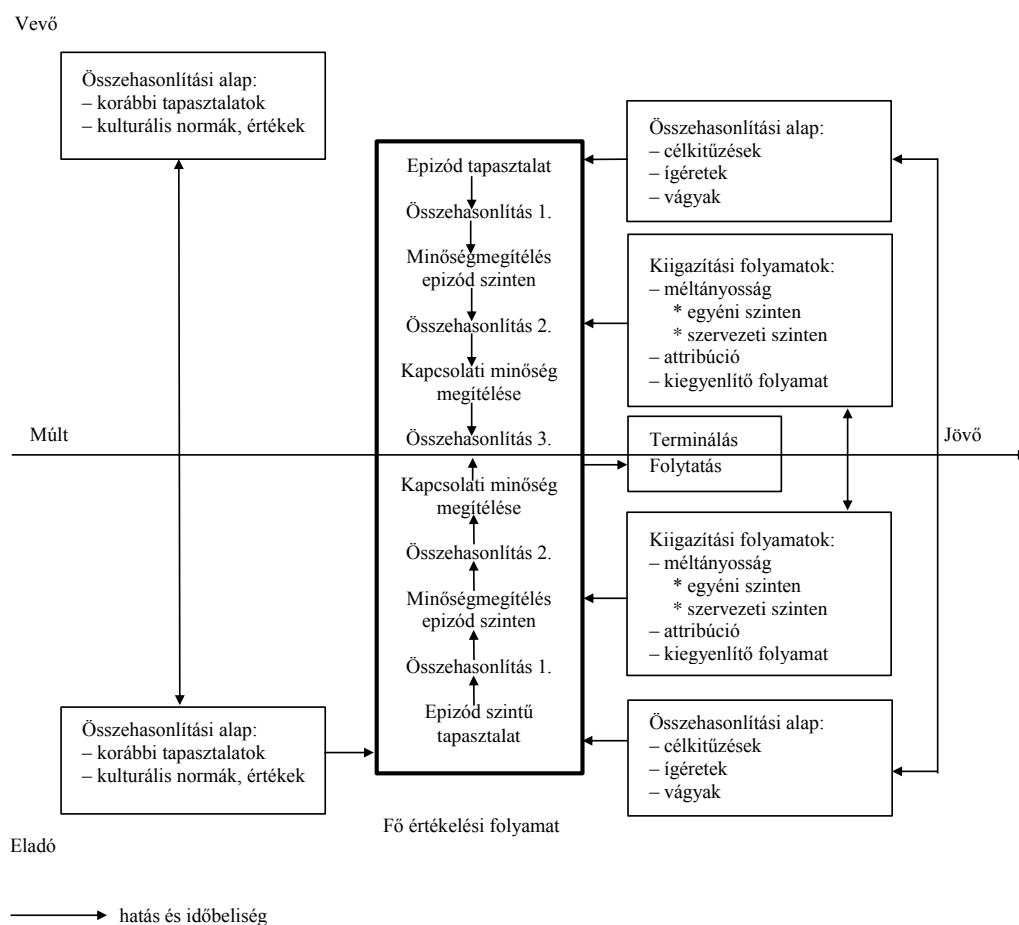 Vevő
Összehasonlítási alap:
– korábbi tapasztalatok
– kulturális normák, értékek
Epizód tapasztalat
Összehasonlítás 1.
Minőségmegítélés
epizód szinten
Összehasonlítás 2.
Kapcsolati minőség
megítélése
Összehasonlítás 3.
Kapcsolati minőség
megítélése
Összehasonlítás 2.
Minőségmegítélés
epizód szinten
Összehasonlítás 1.
Epizód szintű
tapasztalat
Összehasonlítási alap:
– célkitűzések
– ígéretek
– vágyak
Kiigazítási folyamatok:
– méltányosság
* egyéni szinten
* szervezeti szinten
– attribúció
– kiegyenlítő folyamat
Múlt
Terminálás
Folytatás
Jövő
Kiigazítási folyamatok:
– méltányosság
* egyéni szinten
* szervezeti szinten
– attribúció
– kiegyenlítő folyamat
Összehasonlítási alap:
– korábbi tapasztalatok
– kulturális normák, értékek
Összehasonlítási alap:
– célkitűzések
– ígéretek
– vágyak
Fő értékelési folyamat
Eladó
hatás és időbeliség